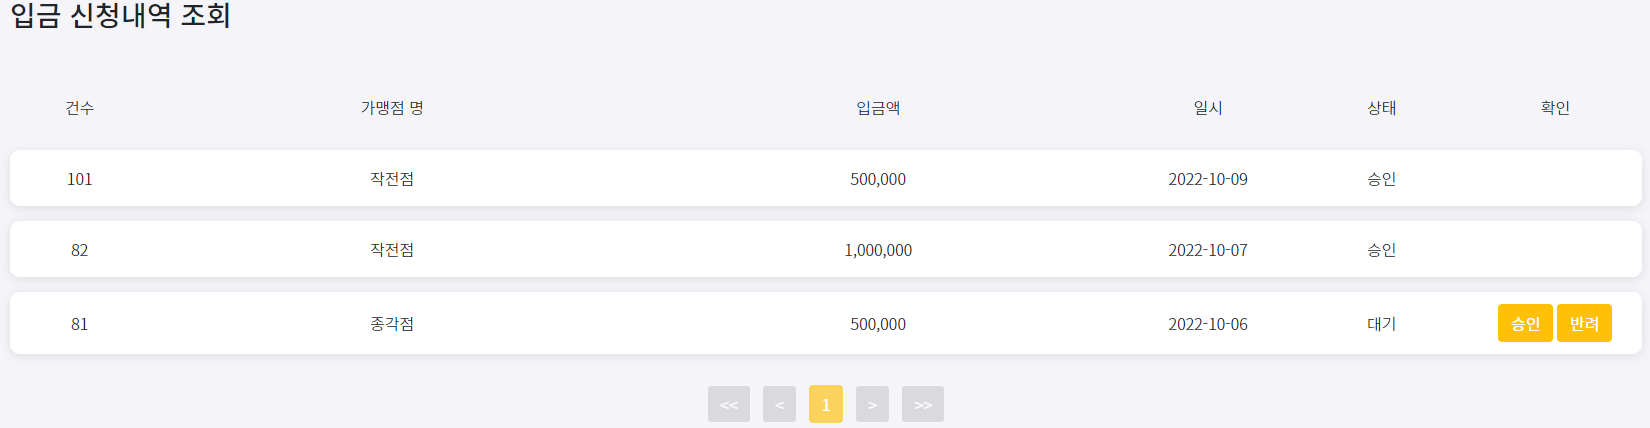 입금 신청내역 조회
건수 가맹점 명 입금액 일시 상태 확인
101 작전점 500,000 2022-10-09 승인
82 작전점 1,000,000 2022-10-07 승인
81 종각점 500,000 2022-10-06 대기 승인 반려
<< < 1 > >>